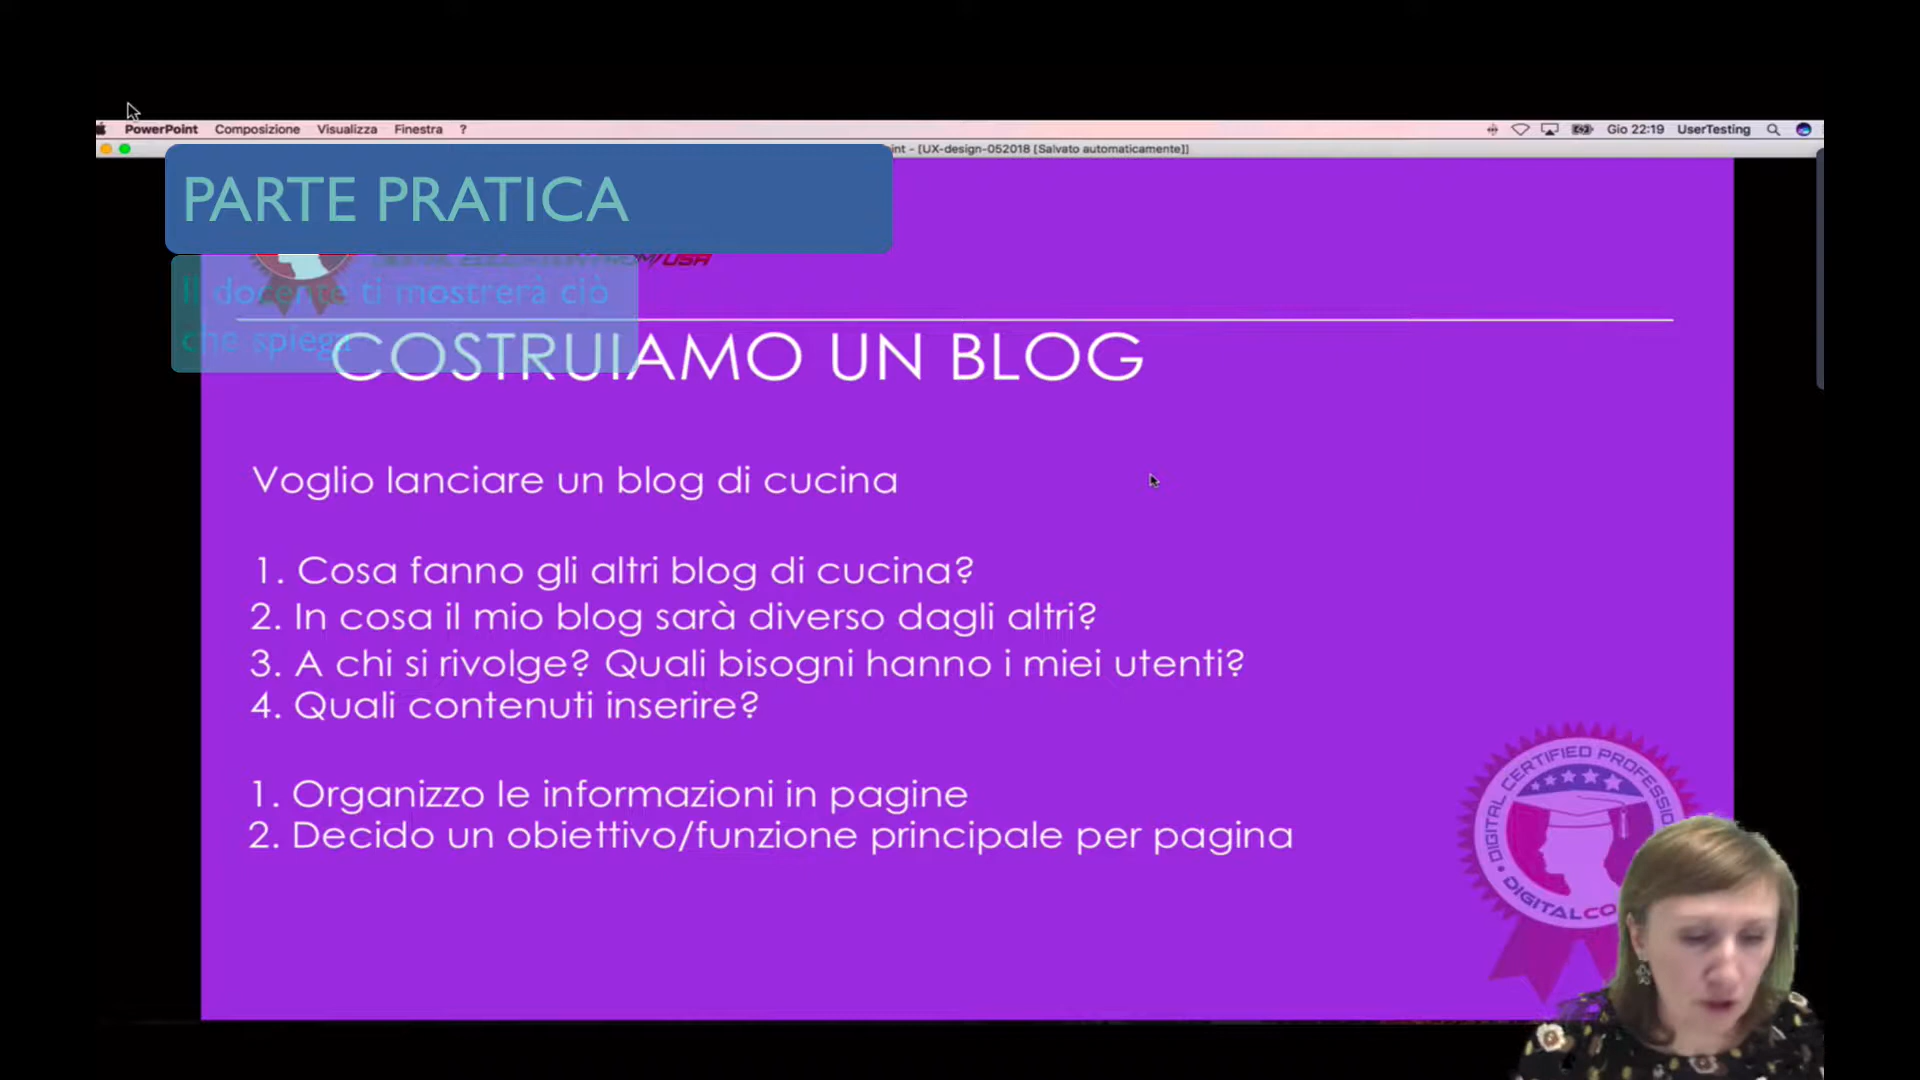 PowerPoint Composizione Visualizza Finestra ? Gio 22:19 UserTesting
int - [UX-design-052018 [Salvato automaticamente]]
PARTE PRATICA
USA
Il docente ti mostrerà ciò
che spiega
COSTRUIAMO UN BLOG
Voglio lanciare un blog di cucina
1. Cosa fanno gli altri blog di cucina?
2. In cosa il mio blog sarà diverso dagli altri?
3. A chi si rivolge? Quali bisogni hanno i miei utenti?
4. Quali contenuti inserire?
1. Organizzo le informazioni in pagine
2. Decido un obiettivo/funzione principale per pagina
DIGITAL CERTIFIED PROFESSI
DIGITALCO